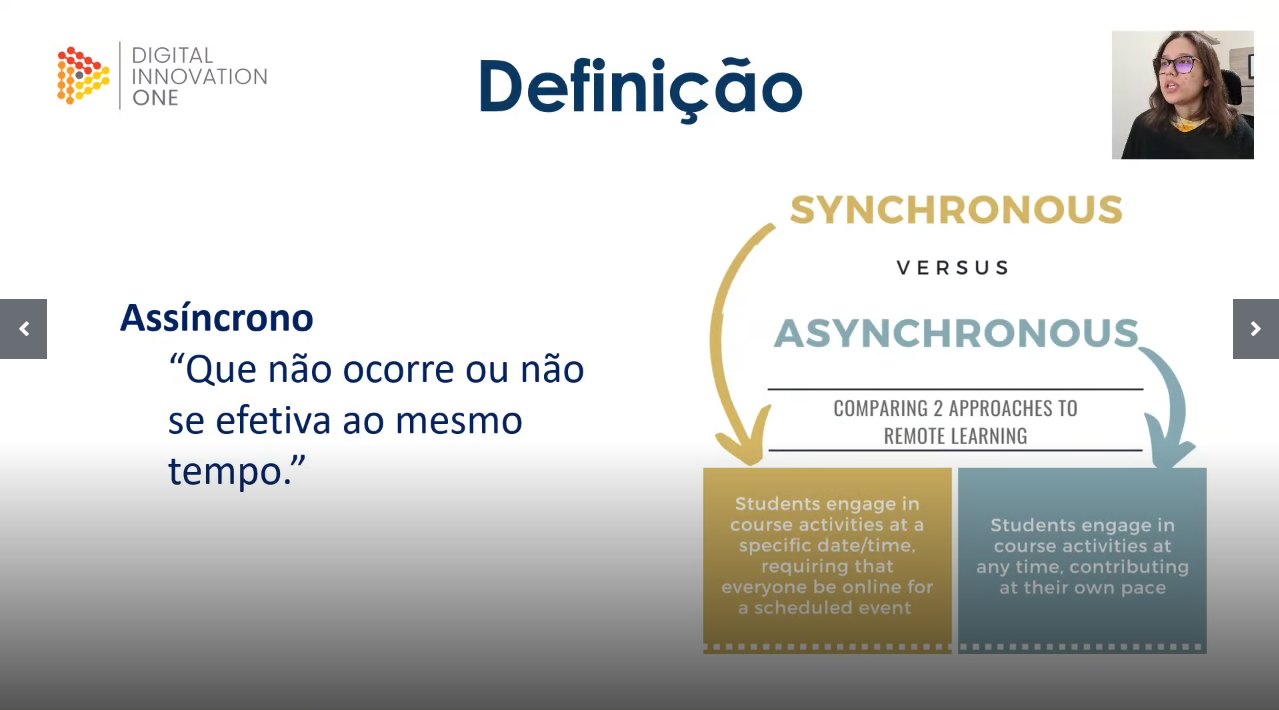 DIGITAL
INNOVATION
ONE
Definição
Assíncrono
“Que não ocorre ou não
se efetiva ao mesmo
tempo.”
SYNCHRONOUS
VERSUS
ASYNCHRONOUS
COMPARING 2 APPROACHES TO
REMOTE LEARNING
Students engage in
course activities at a
specific date/time,
requiring that
everyone be online for
a scheduled event
Students engage in
course activities at
any time, contributing
at their own pace